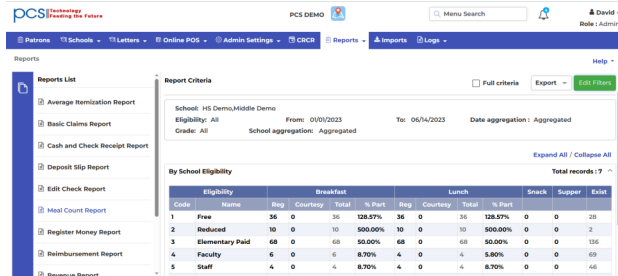 PCS Technology
Feeding the Future
PCS DEMO
Menu Search
David
Role : Admin
Patrons Schools Letters Online POS Admin Settings CRCR Reports Imports Logs
Reports
Help
Reports List
Average Itemization Report
Basic Claims Report
Cash and Check Receipt Report
Deposit Slip Report
Edit Check Report
Meal Count Report
Register Money Report
Reimbursement Report
Revenue Report
Report Criteria
Full criteria
Export
Edit Filters
School: HS Demo,Middle Demo
Eligibility: All From: 01/01/2023 To: 06/14/2023 Date aggregation : Aggregated
Grade: All School aggregation: Aggregated
Expand All / Collapse All
By School Eligibility Total records : 7
Eligibility Breakfast Lunch Snack Supper Exist
Code Name Reg Courtesy Total % Part Reg Courtesy Total % Part
1 Free 36 0 36 128.57% 36 0 36 128.57% 0 0 28
2 Reduced 10 0 10 500.00% 10 0 10 500.00% 0 0 2
3 Elementary Paid 68 0 68 50.00% 68 0 68 50.00% 0 0 136
4 Faculty 6 0 6 8.70% 4 0 4 5.80% 0 0 69
5 Staff 4 0 4 8.70% 4 0 4 8.70% 0 0 46